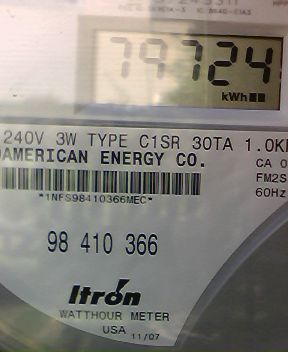 79724
kWh
240V 3W TYPE C1SR 30TA 1.0K
AMERICAN ENERGY CO.
CA 0
FM2S
60Hz
*1NFS98410366MEC*
98 410 366
Itron
WATTHOUR METER
USA 11/07